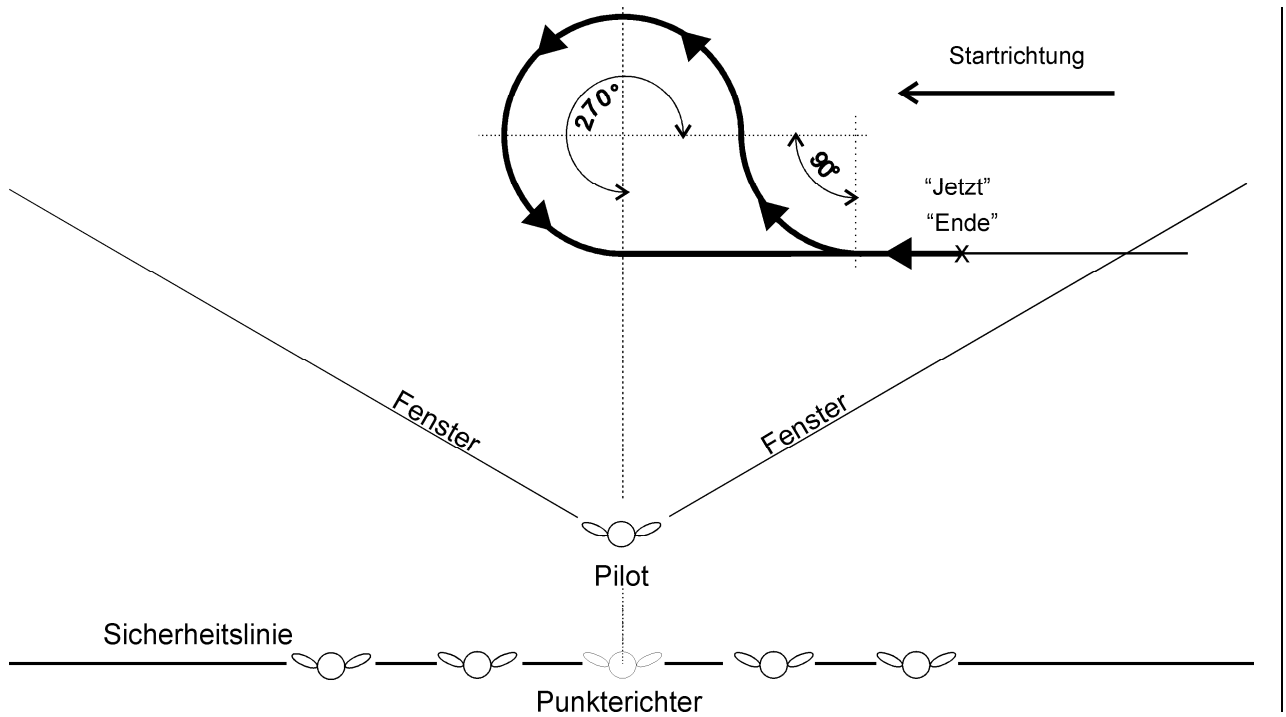 Startrichtung
270°
90°
“Jetzt”
“Ende”
X
Fenster
Fenster
Pilot
Sicherheitslinie
Punkterichter